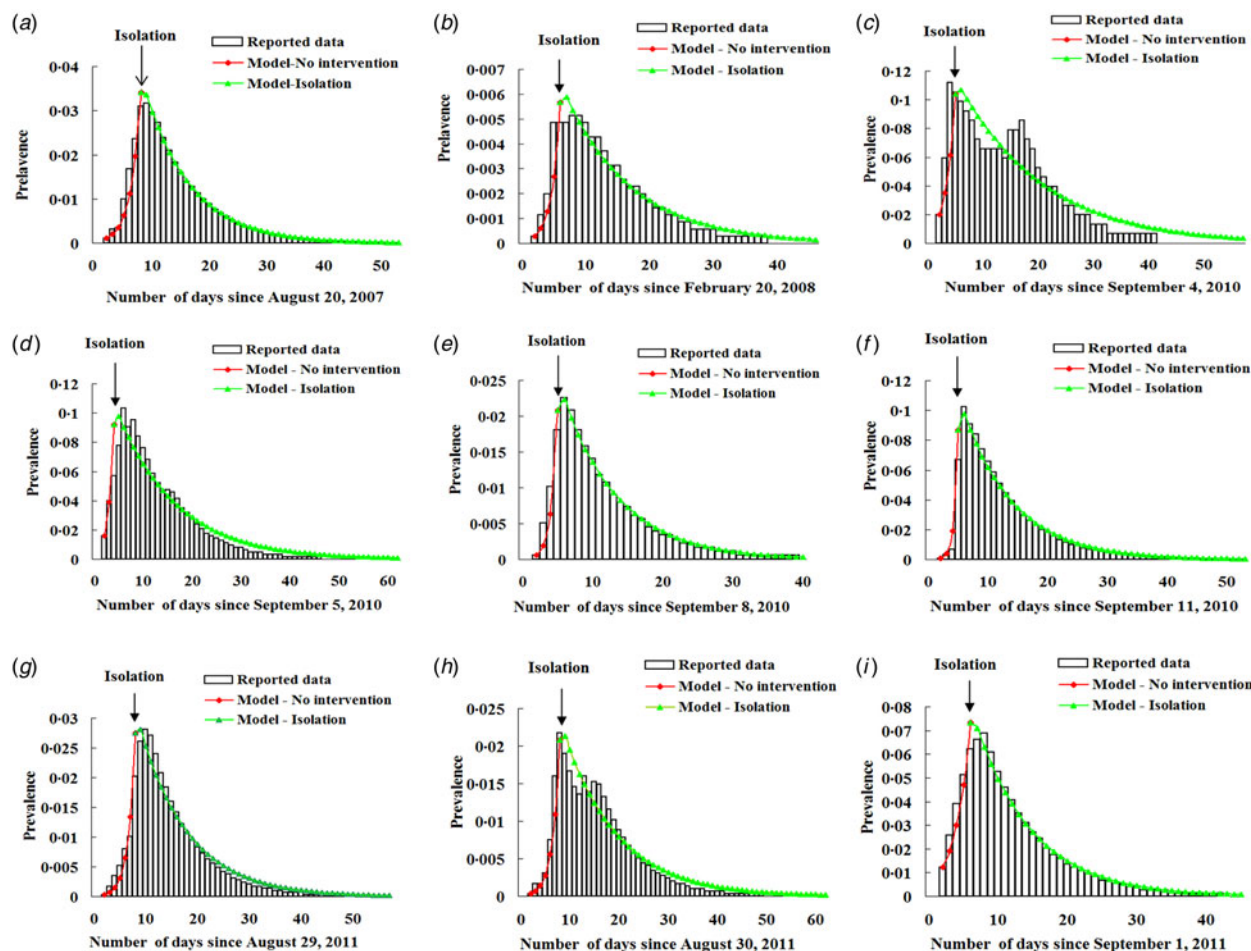 (a)
Isolation
Reported data
Model-No intervention
Model-Isolation
Prelavence
0·04
0·03
0·02
0·01
0
0 10 20 30 40 50
Number of days since August 20, 2007
(b)
Isolation
Reported data
Model - No intervention
Model - Isolation
Prelavence
0·007
0·006
0·005
0·004
0·003
0·002
0·001
0
0 10 20 30 40
Number of days since February 20, 2008
(c)
Isolation
Reported data
Model - No intervention
Model - Isolation
Prevalence
0·12
0·1
0·08
0·06
0·04
0·02
0
0 10 20 30 40 50
Number of days since September 4, 2010
(d)
Isolation
Reported data
Model - No intervention
Model - Isolation
Prevalence
0·12
0·1
0·08
0·06
0·04
0·02
0
0 10 20 30 40 50 60
Number of days since September 5, 2010
(e)
Isolation
Reported data
Model - No intervention
Model - Isolation
Prevalence
0·025
0·02
0·015
0·01
0·005
0
0 10 20 30 40
Number of days since September 8, 2010
(f)
Isolation
Reported data
Model - No intervention
Model - Isolation
Prevalence
0·12
0·1
0·08
0·06
0·04
0·02
0
0 10 20 30 40 50
Number of days since September 11, 2010
(g)
Isolation
Reported data
Model - No intervention
Model - Isolation
Prevalence
0·03
0·025
0·02
0·015
0·01
0·005
0
0 10 20 30 40 50
Number of days since August 29, 2011
(h)
Isolation
Reported data
Model - No intervention
Model - Isolation
Prevalence
0·025
0·02
0·015
0·01
0·005
0
0 10 20 30 40 50 60
Number of days since August 30, 2011
(i)
Isolation
Reported data
Model - No intervention
Model - Isolation
Prevalence
0·08
0·07
0·06
0·05
0·04
0·03
0·02
0·01
0
0 10 20 30 40
Number of days since September 1, 2011